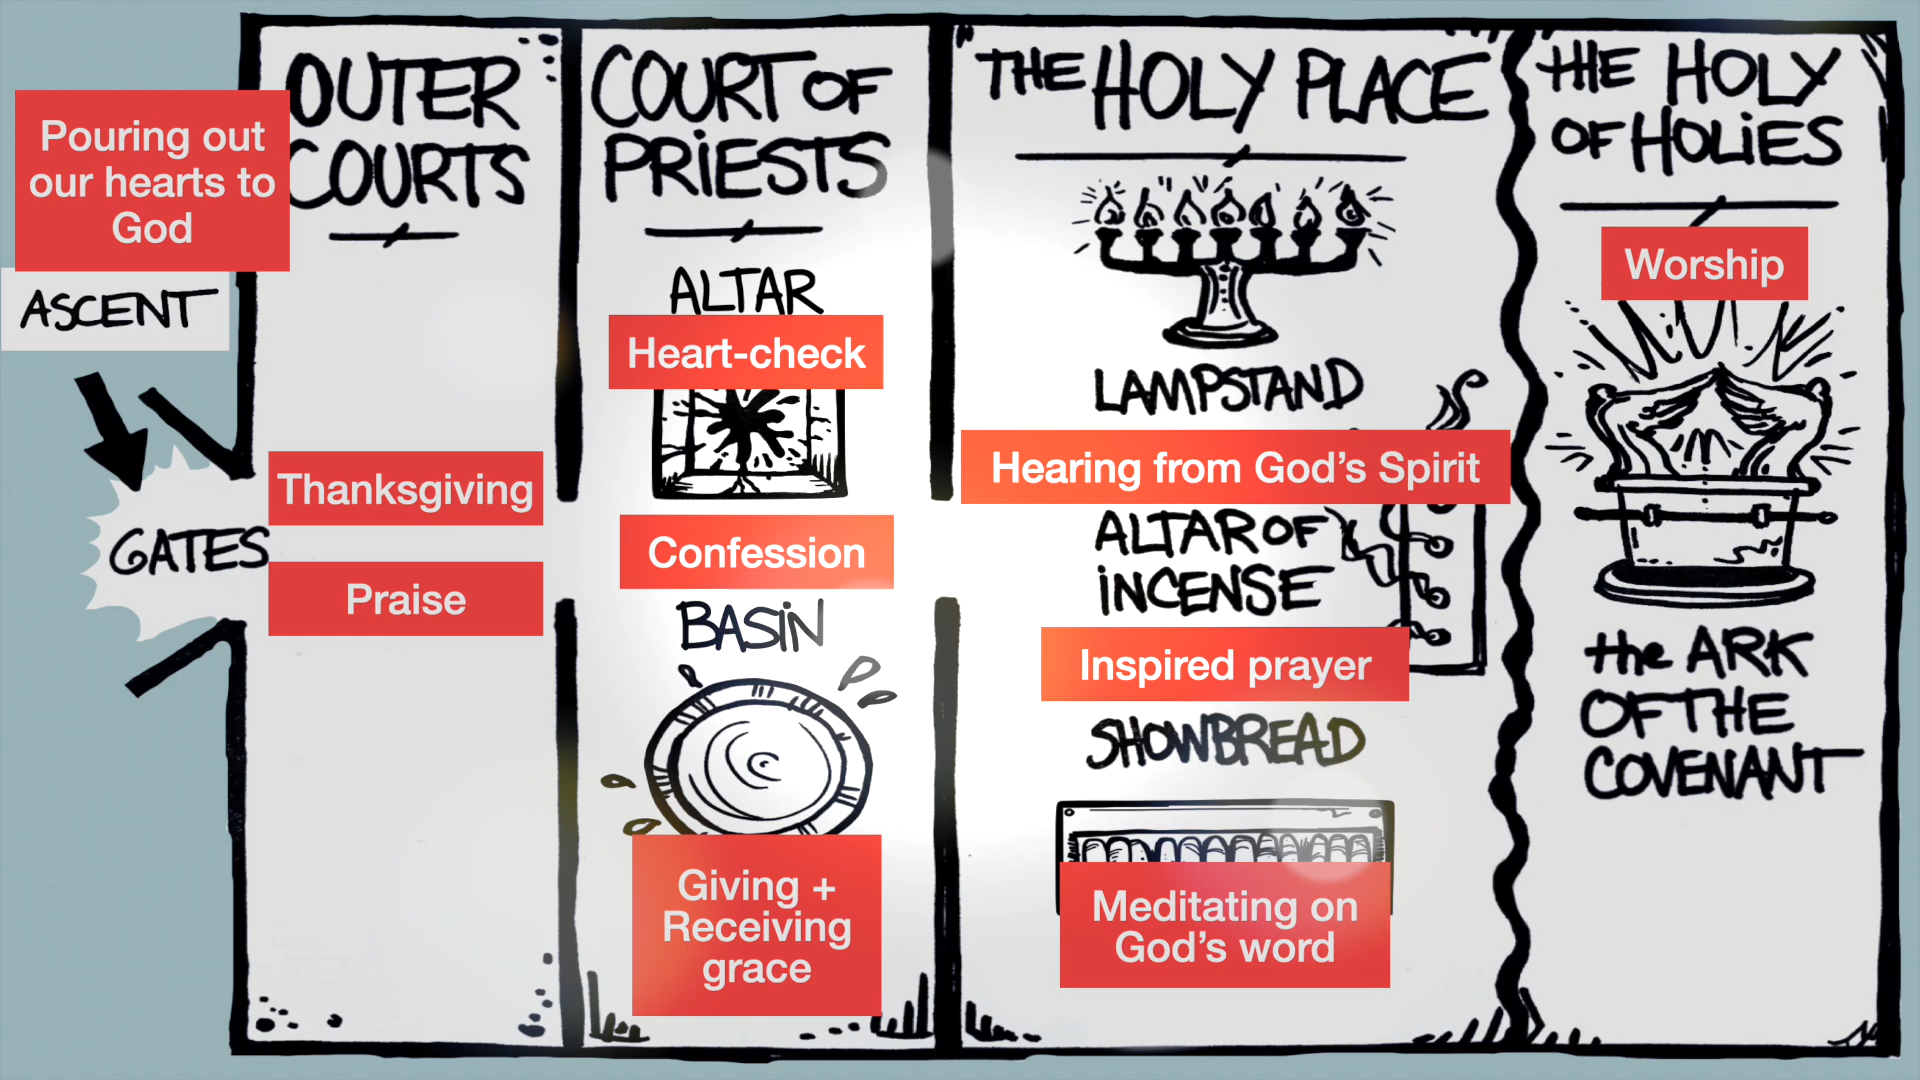 Pouring out
our hearts to
God
ASCENT
GATES
OUTER
COURTS
Thanksgiving
Praise
COURT OF
PRiESTS
ALTAR
Heart-check
Confession
BASiN
Giving +
Receiving
grace
THE HOLY PLACE
LAMPSTAND
Hearing from God’s Spirit
ALTAR OF
iNCENSE
Inspired prayer
SHOWBREAD
Meditating on
God’s word
tHE HOLY
OF HOLiES
Worship
the ARK
OF THE
COVENANT